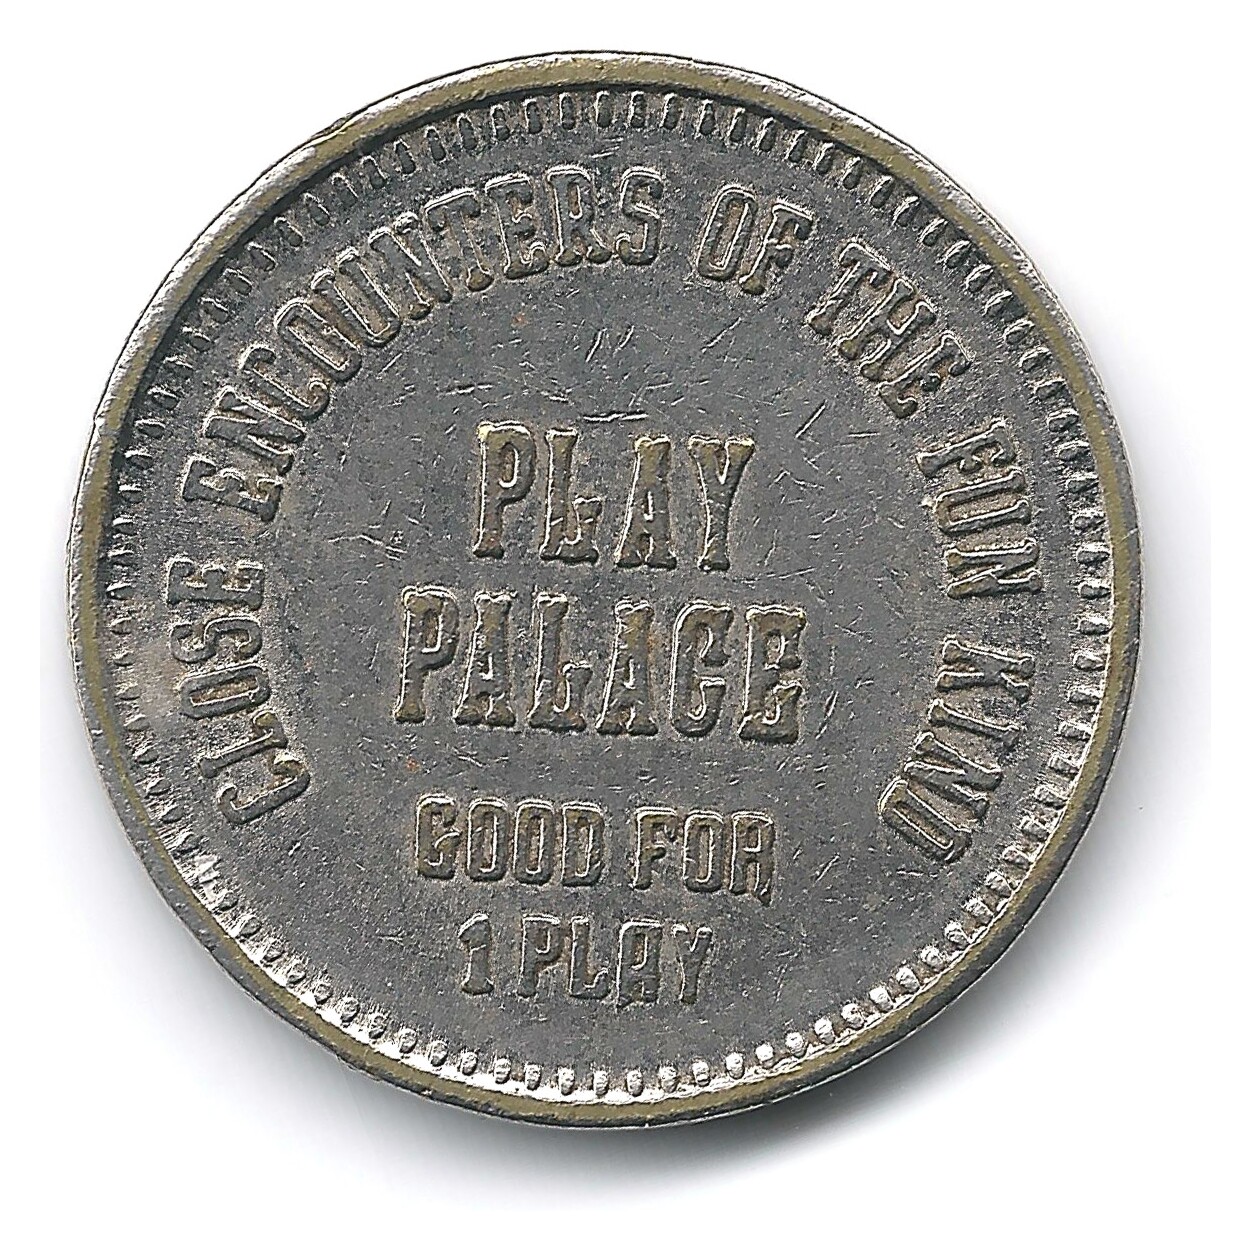 CLOSE ENCOUNTERS OF THE FUN KIND
PLAY
PALACE
GOOD FOR
1 PLAY